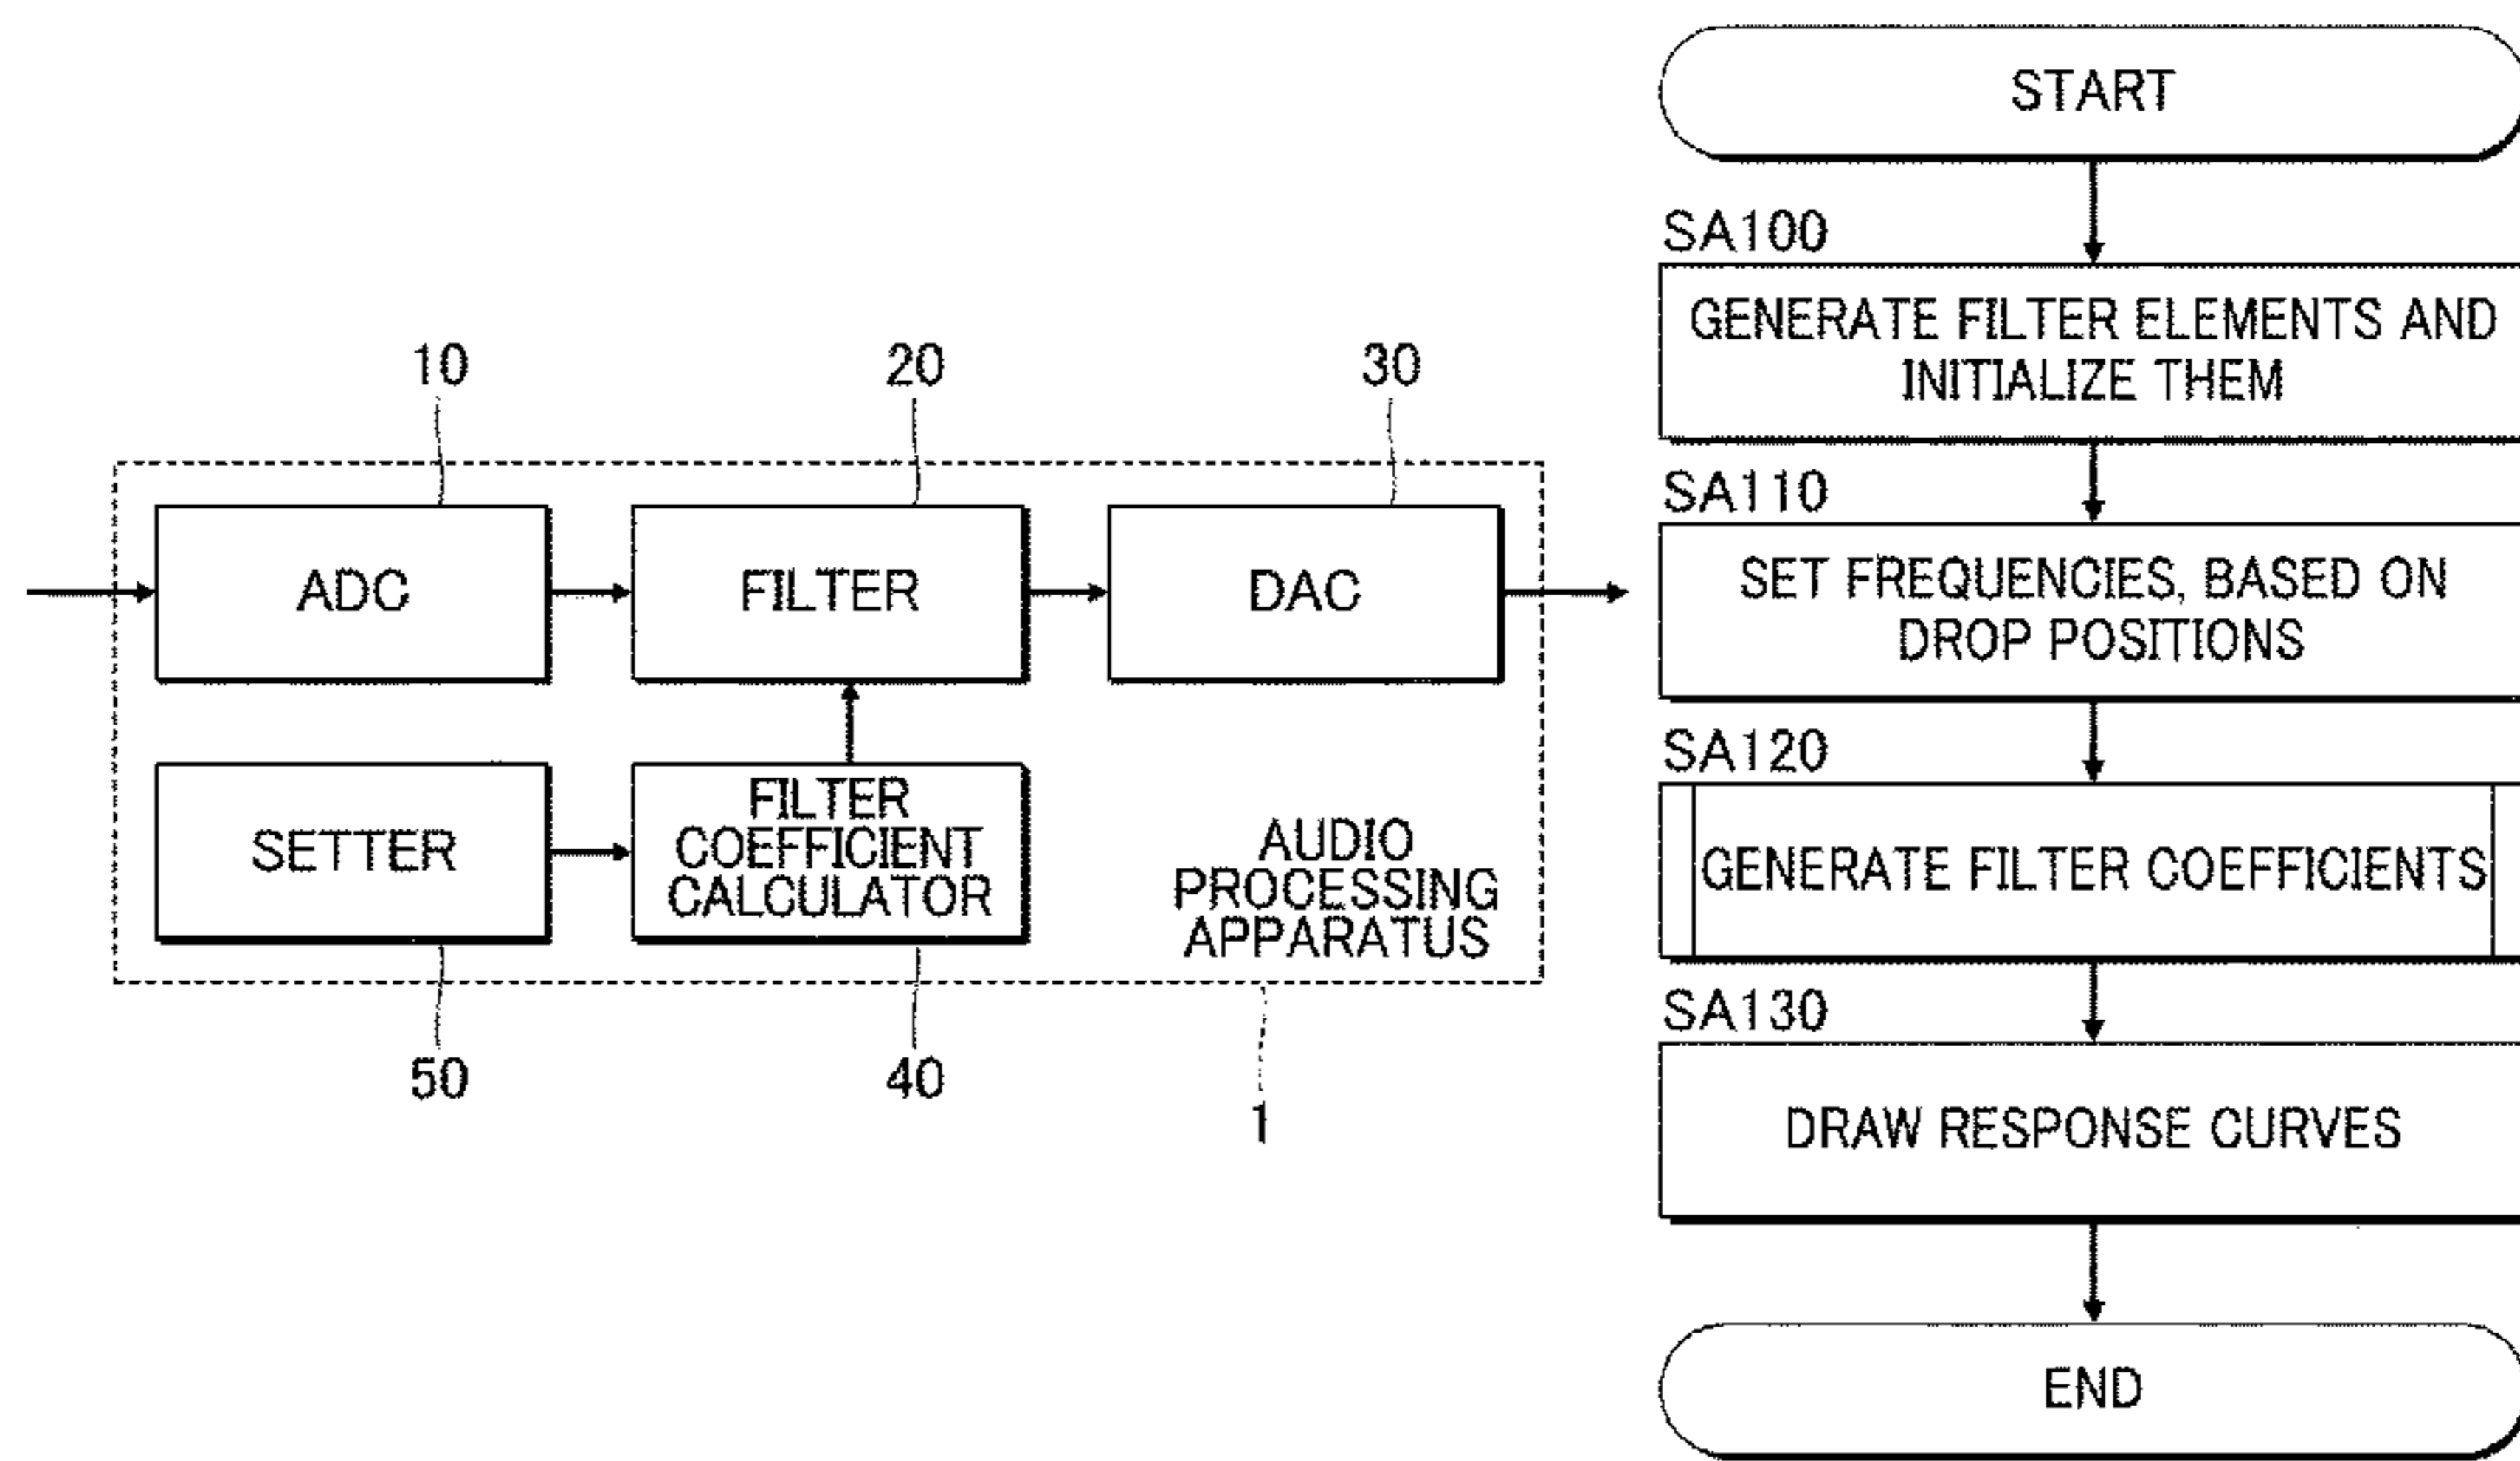 10
20
30
ADC
FILTER
DAC
SETTER
FILTER
COEFFICIENT
CALCULATOR
AUDIO
PROCESSING
APPARATUS
50
40
1
START
SA100
GENERATE FILTER ELEMENTS AND
INITIALIZE THEM
SA110
SET FREQUENCIES, BASED ON
DROP POSITIONS
SA120
GENERATE FILTER COEFFICIENTS
SA130
DRAW RESPONSE CURVES
END